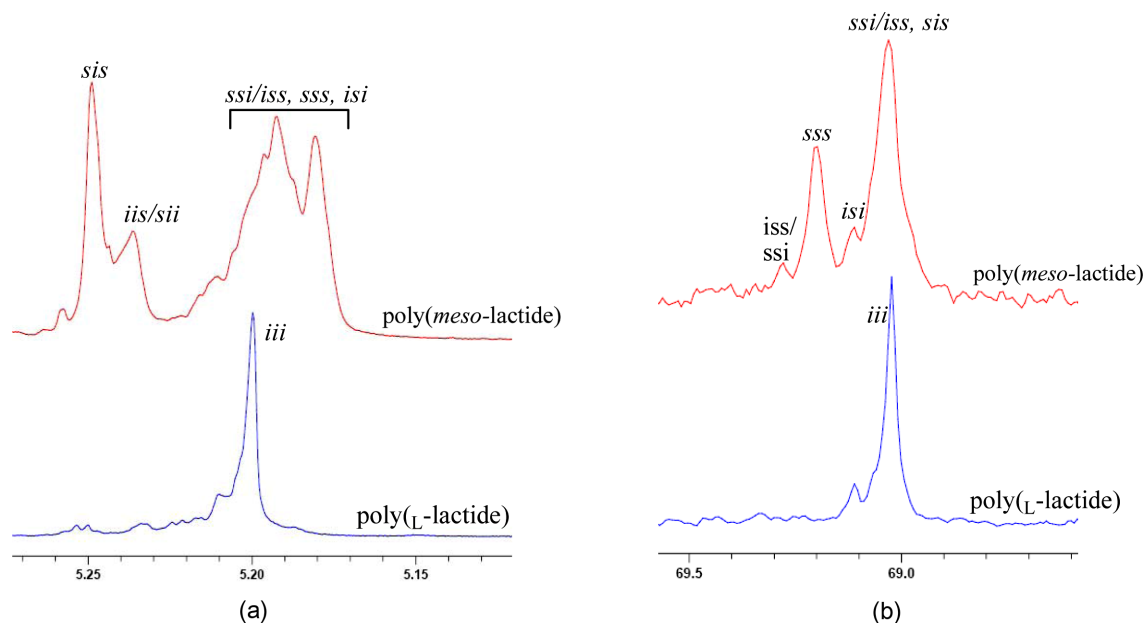 sis
ssi/iss, sss, isi
iis/sii
poly(meso-lactide)
iii
poly(L-lactide)
5.25
5.20
5.15
(a)
ssi/iss, sis
sss
isi
iss/
ssi
poly(meso-lactide)
iii
poly(L-lactide)
69.5
69.0
(b)